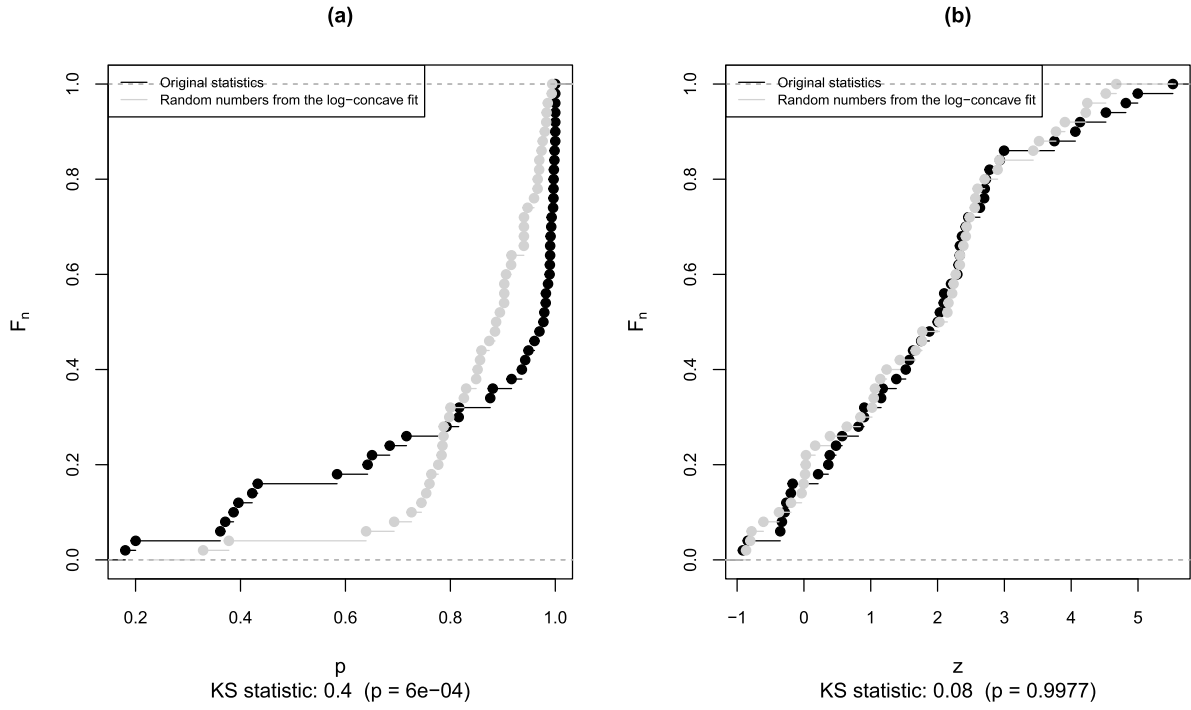 (a)
Original statistics
Random numbers from the log−concave fit
Fn
0.0
0.2
0.4
0.6
0.8
1.0
0.2
0.4
0.6
0.8
1.0
p
KS statistic: 0.4 (p = 6e−04)
(b)
Original statistics
Random numbers from the log−concave fit
Fn
0.0
0.2
0.4
0.6
0.8
1.0
−1
0
1
2
3
4
5
z
KS statistic: 0.08 (p = 0.9977)